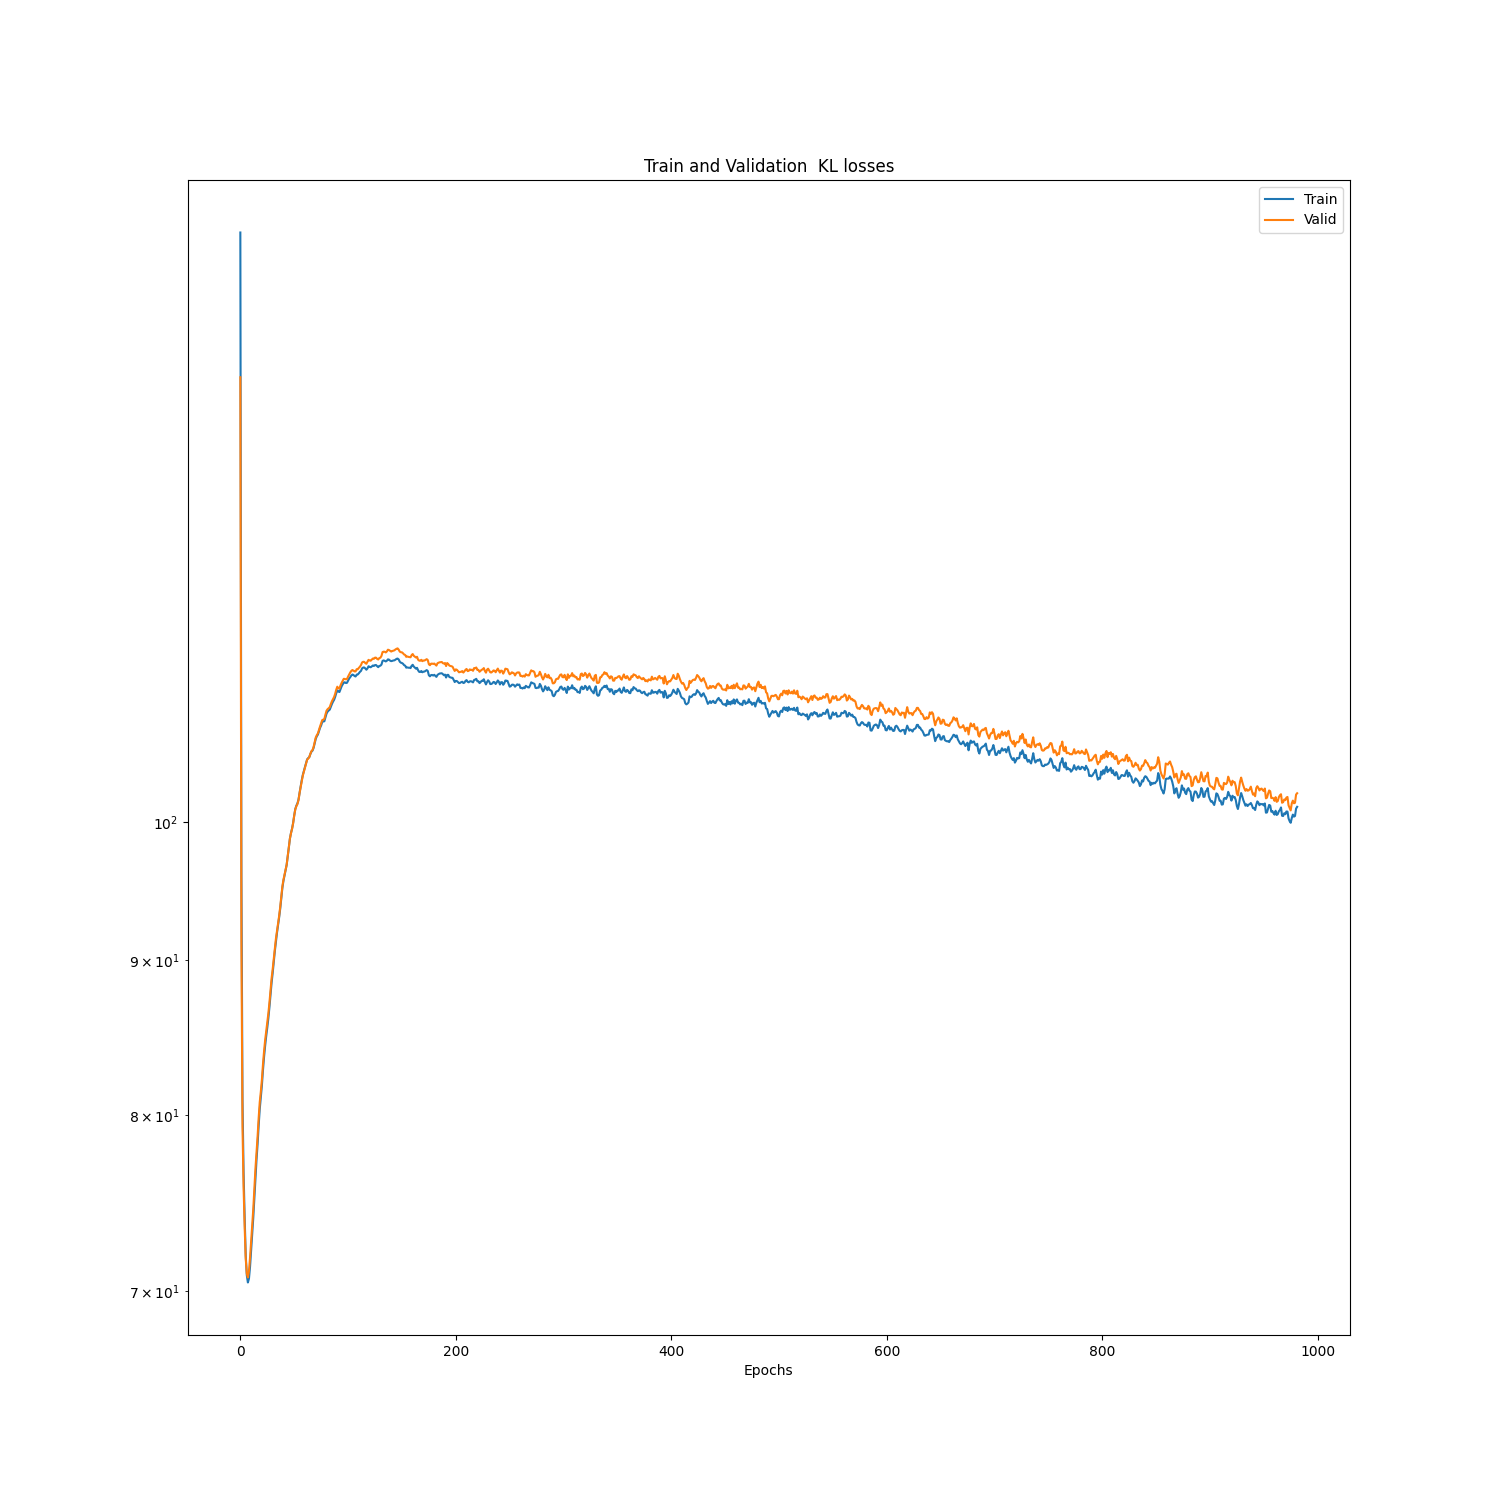 Train and Validation  KL losses
Train
Valid
10²
9 × 10¹
8 × 10¹
7 × 10¹
0 200 400 600 800 1000
Epochs